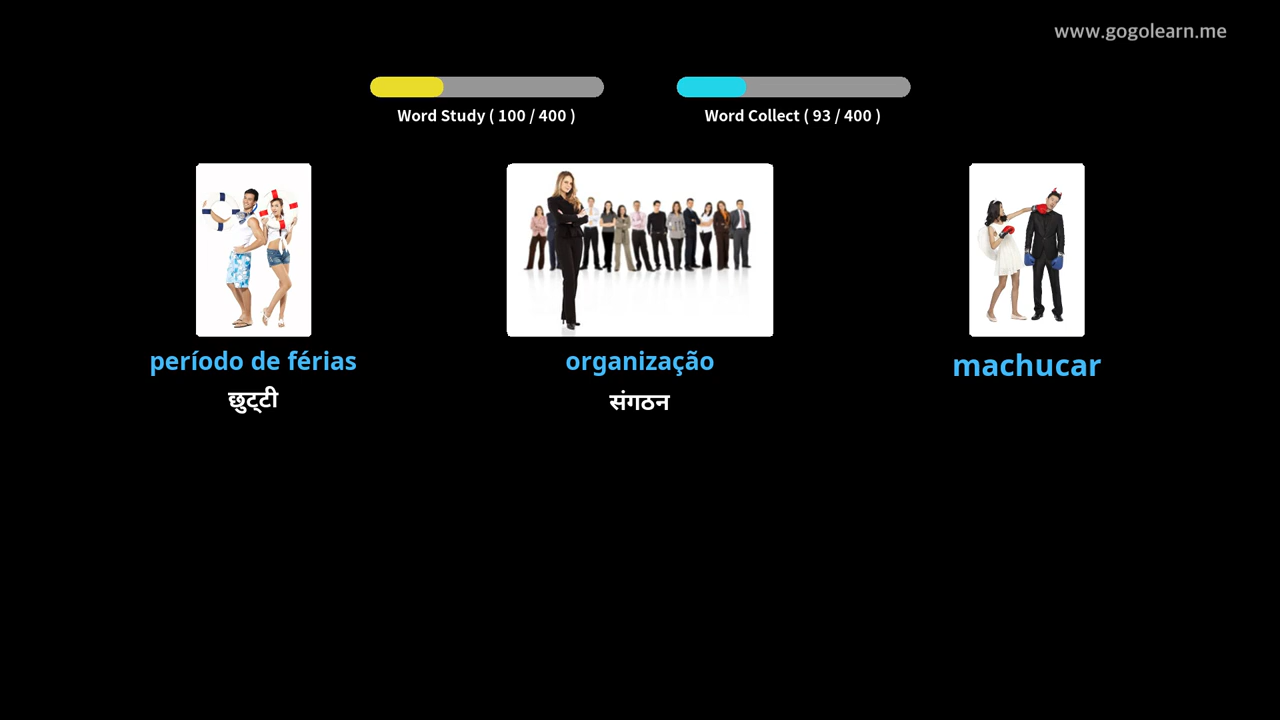 www.gogolearn.me
Word Study ( 100 / 400 )
Word Collect ( 93 / 400 )
período de férias
छुट्टी
organização
संगठन
machucar